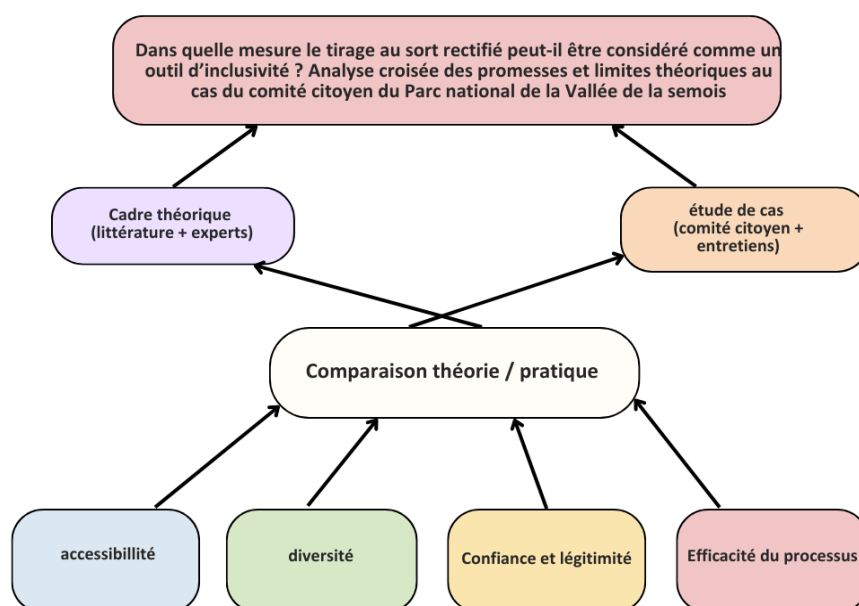 Dans quelle mesure le tirage au sort rectifié peut-il être considéré comme un
outil d'inclusivité ? Analyse croisée des promesses et limites théoriques au
cas du comité citoyen du Parc national de la Vallée de la semois
Cadre théorique
(littérature + experts)
étude de cas
(comité citoyen +
entretiens)
Comparaison théorie / pratique
accessibillité
diversité
Confiance et légitimité
Efficacité du processus